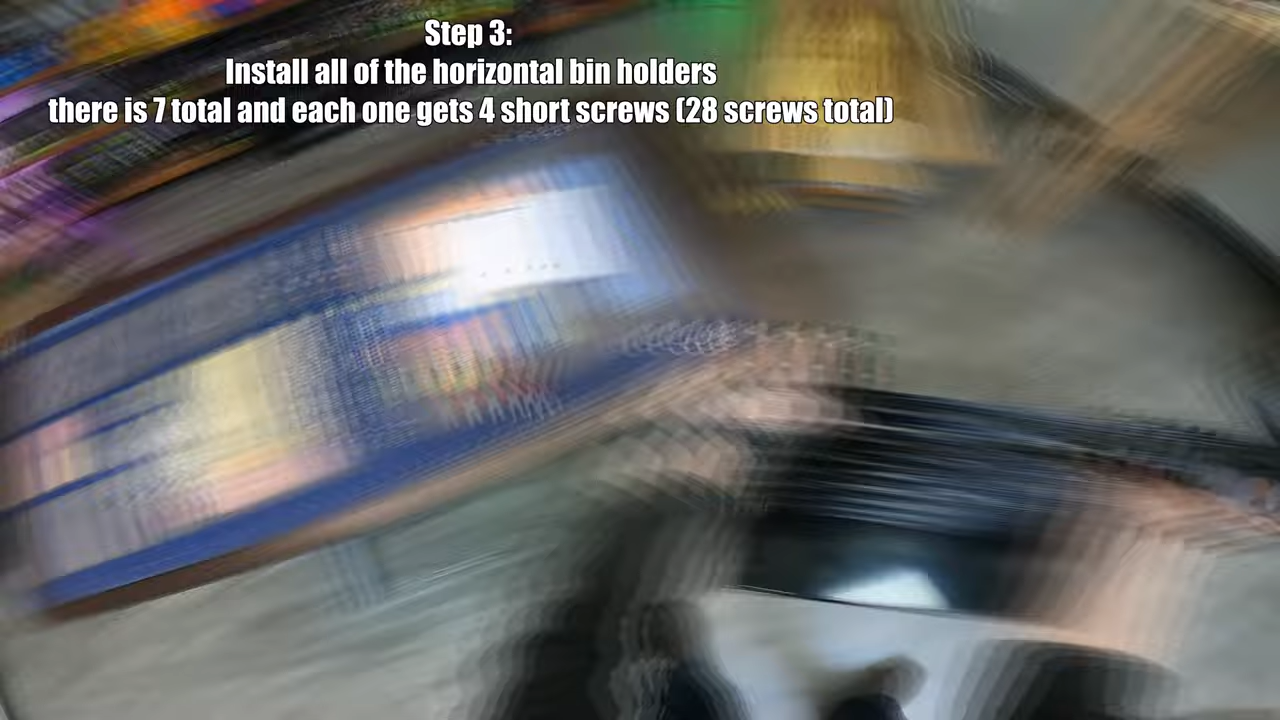 Step 3:
Install all of the horizontal bin holders
there is 7 total and each one gets 4 short screws (28 screws total)